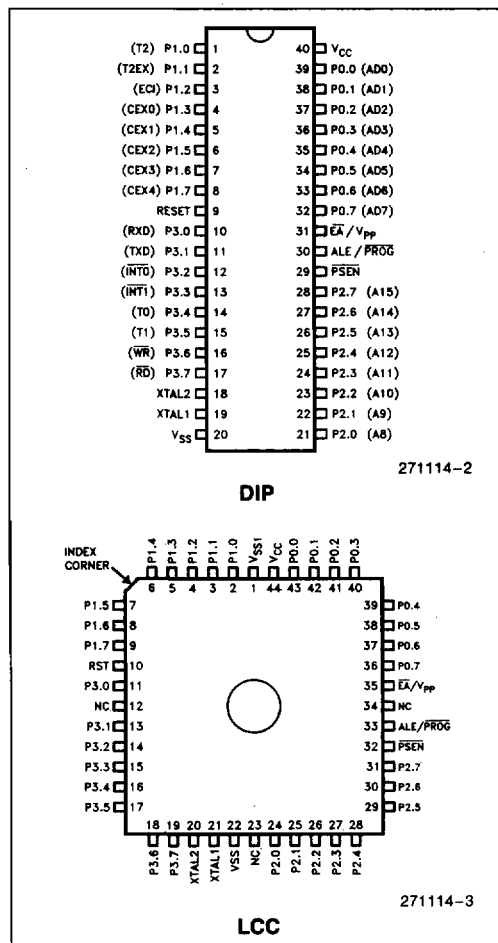 (T2) P1.0 1 40 VCC
(T2EX) P1.1 2 39 P0.0 (AD0)
(ECI) P1.2 3 38 P0.1 (AD1)
(CEX0) P1.3 4 37 P0.2 (AD2)
(CEX1) P1.4 5 36 P0.3 (AD3)
(CEX2) P1.5 6 35 P0.4 (AD4)
(CEX3) P1.6 7 34 P0.5 (AD5)
(CEX4) P1.7 8 33 P0.6 (AD6)
RESET 9 32 P0.7 (AD7)
(RXD) P3.0 10 31 E̅A̅/VPP
(TXD) P3.1 11 30 ALE/P̅R̅O̅G̅
(I̅N̅T̅0̅) P3.2 12 29 P̅S̅E̅N̅
(I̅N̅T̅1̅) P3.3 13 28 P2.7 (A15)
(T0) P3.4 14 27 P2.6 (A14)
(T1) P3.5 15 26 P2.5 (A13)
(W̅R̅) P3.6 16 25 P2.4 (A12)
(R̅D̅) P3.7 17 24 P2.3 (A11)
XTAL2 18 23 P2.2 (A10)
XTAL1 19 22 P2.1 (A9)
VSS 20 21 P2.0 (A8)
271114-2
DIP
INDEX CORNER
P1.4 P1.3 P1.2 P1.1 P1.0 VSS1 VCC P0.0 P0.1 P0.2 P0.3
6 5 4 3 2 1 44 43 42 41 40
P1.5 7 39 P0.4
P1.6 8 38 P0.5
P1.7 9 37 P0.6
RST 10 36 P0.7
P3.0 11 35 E̅A̅/VPP
NC 12 34 NC
P3.1 13 33 ALE/P̅R̅O̅G̅
P3.2 14 32 P̅S̅E̅N̅
P3.3 15 31 P2.7
P3.4 16 30 P2.6
P3.5 17 29 P2.5
18 19 20 21 22 23 24 25 26 27 28
P3.6 P3.7 XTAL2 XTAL1 VSS NC P2.0 P2.1 P2.2 P2.3 P2.4
271114-3
LCC